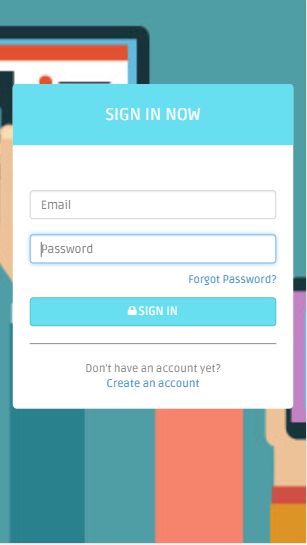 SIGN IN NOW
Email
Password
Forgot Password?
SIGN IN
Don't have an account yet?
Create an account